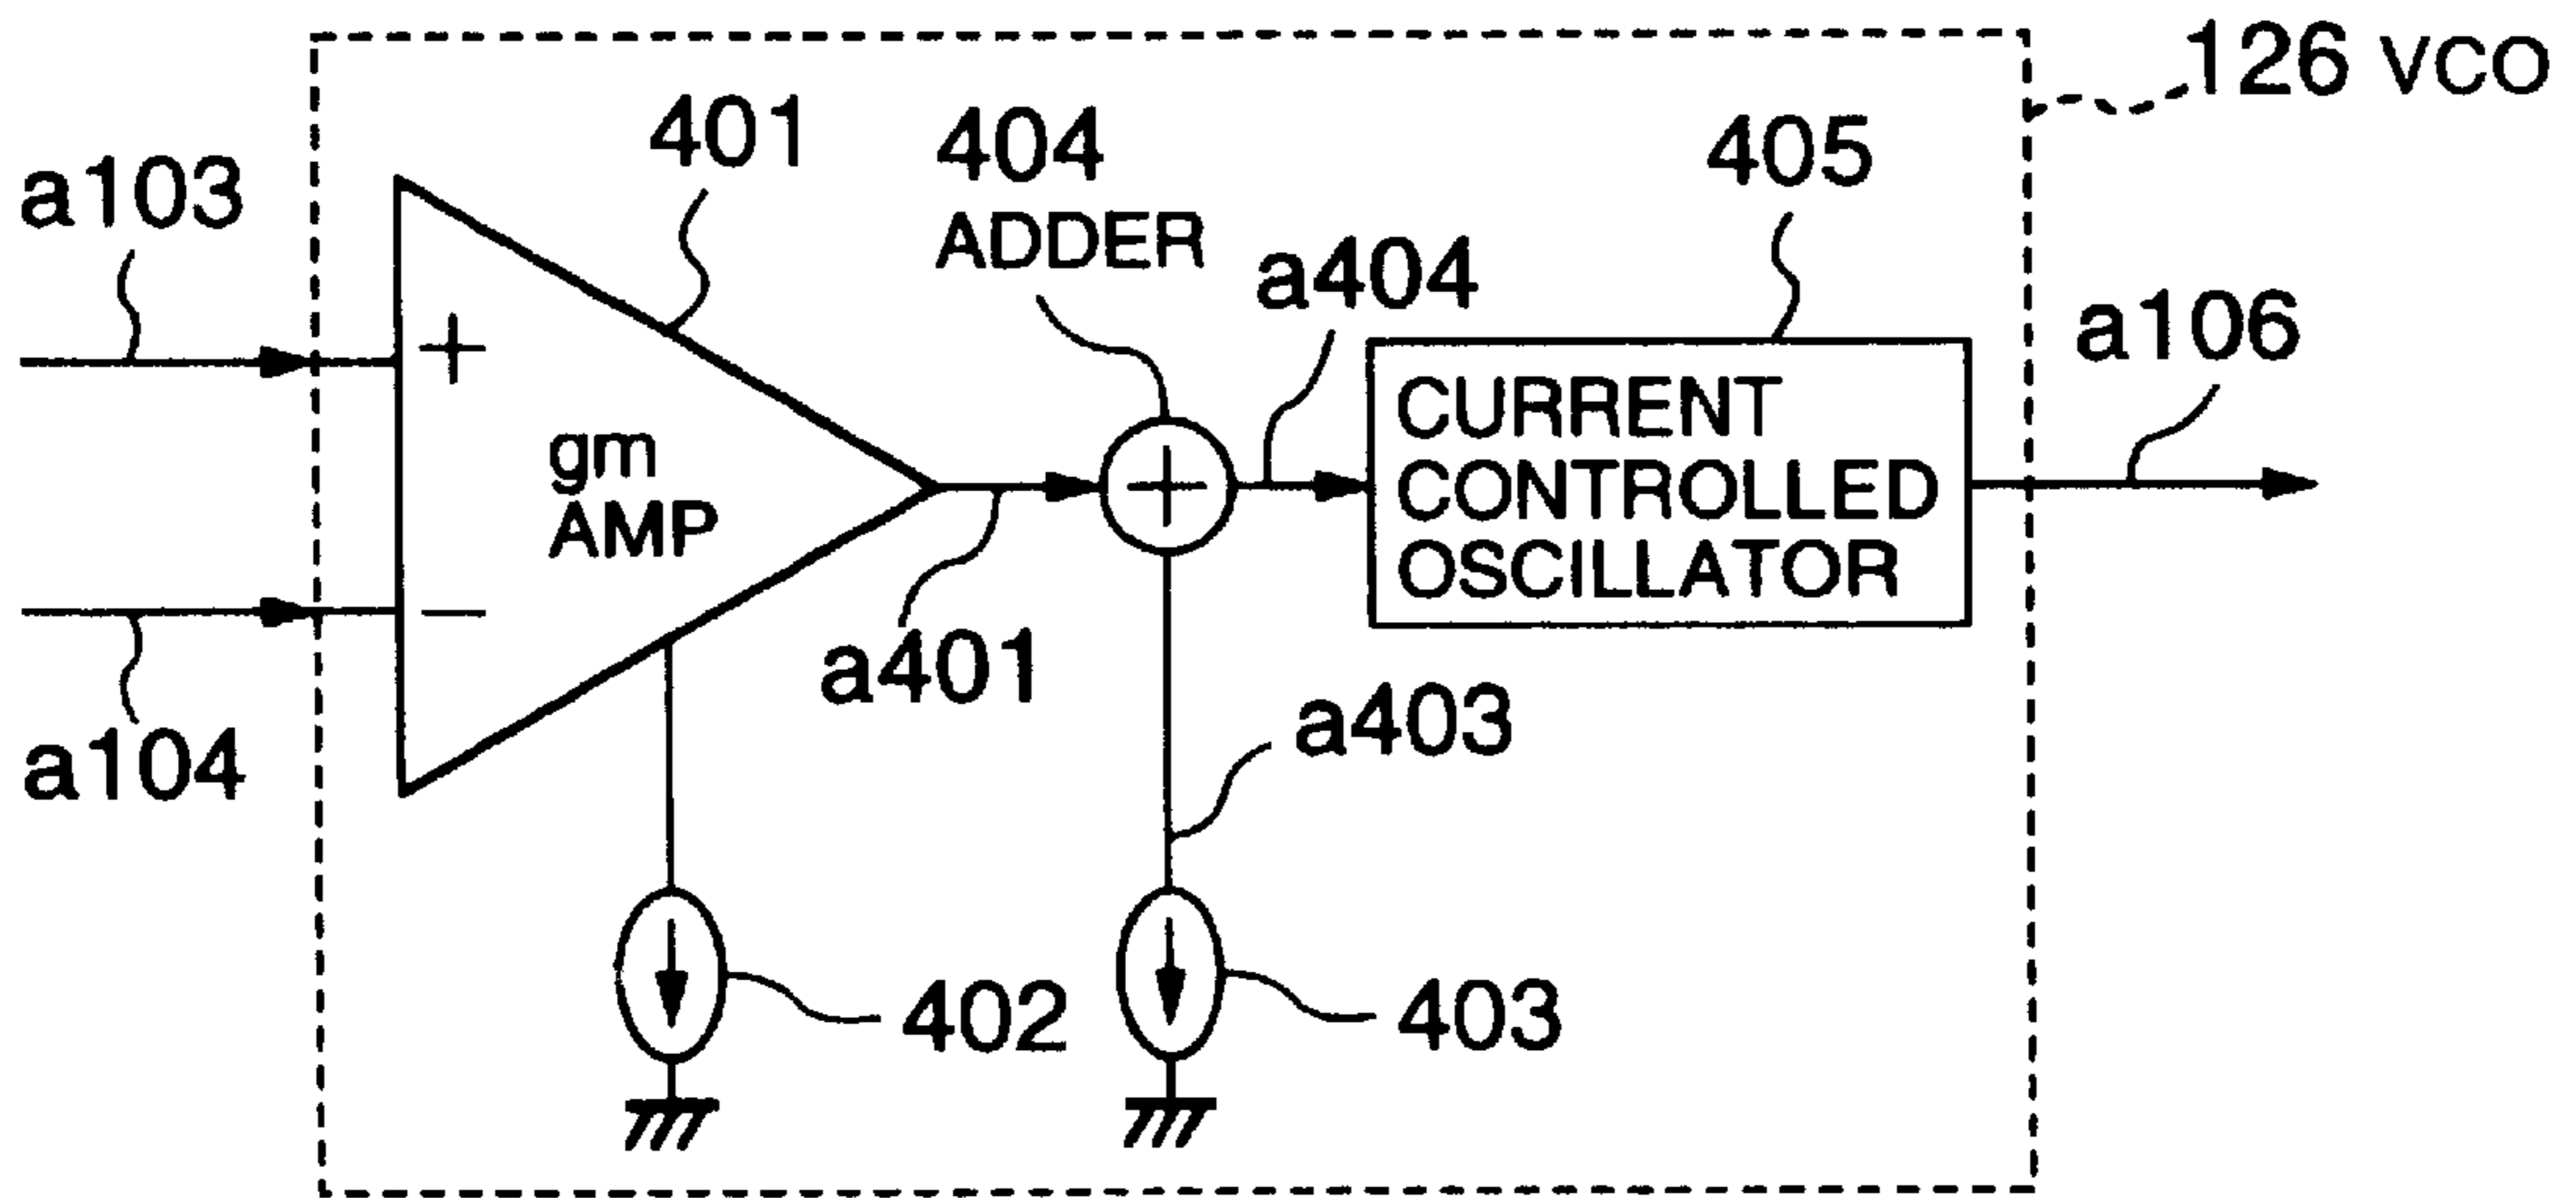 126 VCO
401
404
ADDER
405
a103
a404
a106
+
gm
AMP
−
+
CURRENT
CONTROLLED
OSCILLATOR
a401
a104
a403
402
403